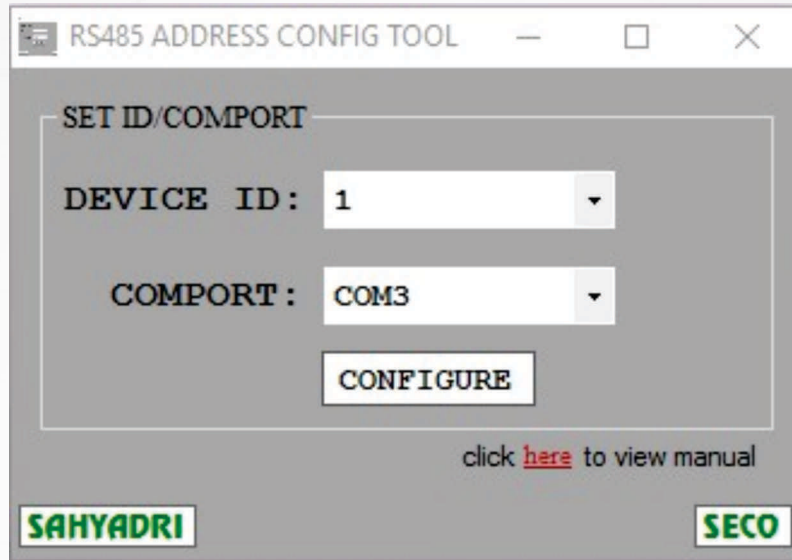 RS485 ADDRESS CONFIG TOOL
SET ID/COMPORT
DEVICE ID: 1
COMPORT: COM3
CONFIGURE
click here to view manual
SAHYADRI SECO